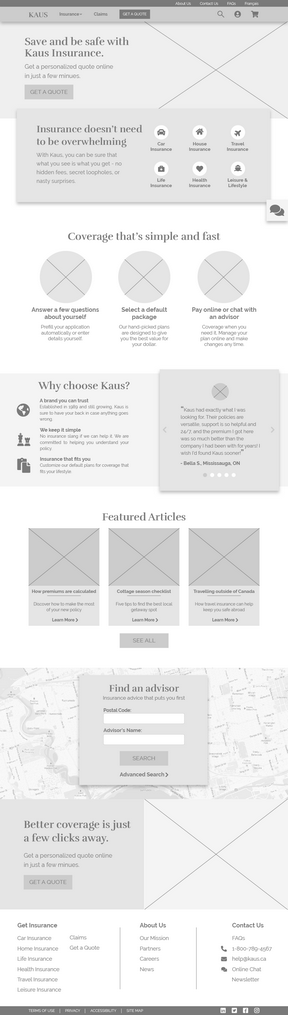 About Us Contact Us FAQs Français
KAUS Insurance Claims GET A QUOTE
Save and be safe with
Kaus Insurance.
Get a personalized quote online
in just a few minues.
GET A QUOTE
Insurance doesn't need
to be overwhelming
With Kaus, you can be sure that
what you see is what you get - no
hidden fees, secret loopholes, or
nasty surprises.
Car
Insurance
House
Insurance
Travel
Insurance
Life
Insurance
Health
Insurance
Leisure &
Lifestyle
Coverage that's simple and fast
Answer a few questions
about yourself
Prefill your application
automatically or enter
details yourself.
Select a default
package
Our hand-picked plans
are designed to give
you the best value for
your dollar.
Pay online or chat with
an advisor
Coverage when you
need it. Manage your
plan online and make
changes any time.
Why choose Kaus?
A brand you can trust
Established in 1989 and still growing. Kaus is
sure to have your back in case anything goes
wrong.
We keep it simple
No insurance slang if we can help it. We are
committed to helping you understand your
policy.
Insurance that fits you
Customize our default plans for coverage that
fits your lifestyle.
"Kaus had exactly what I was
looking for. Their policies are
versatile, support is so helpful and
24/7, and the premium I got here
was so much better than the
company I had been with for years! I
wish I'd found Kaus sooner!"
- Bella S., Mississauga, ON
Featured Articles
How premiums are calculated
Discover how to make the most
of your new policy
Learn More
Cottage season checklist
Five tips to find the best local
getaway spot
Learn More
Travelling outside of Canada
How travel insurance can help
keep you safe abroad
Learn More
SEE ALL
Find an advisor
Insurance advice that puts you first
Postal Code:
Advisor's Name:
SEARCH
Advanced Search
Better coverage is just
a few clicks away.
Get a personalized quote online
in just a few minutes.
GET A QUOTE
Get Insurance
Car Insurance
Home Insurance
Life Insurance
Health Insurance
Travel Insurance
Leisure Insurance
Claims
Get a Quote
About Us
Our Mission
Partners
Careers
News
Contact Us
FAQs
1-800-789-4567
help@kaus.ca
Online Chat
Newsletter
TERMS OF USE | PRIVACY | ACCESSIBILITY | SITE MAP